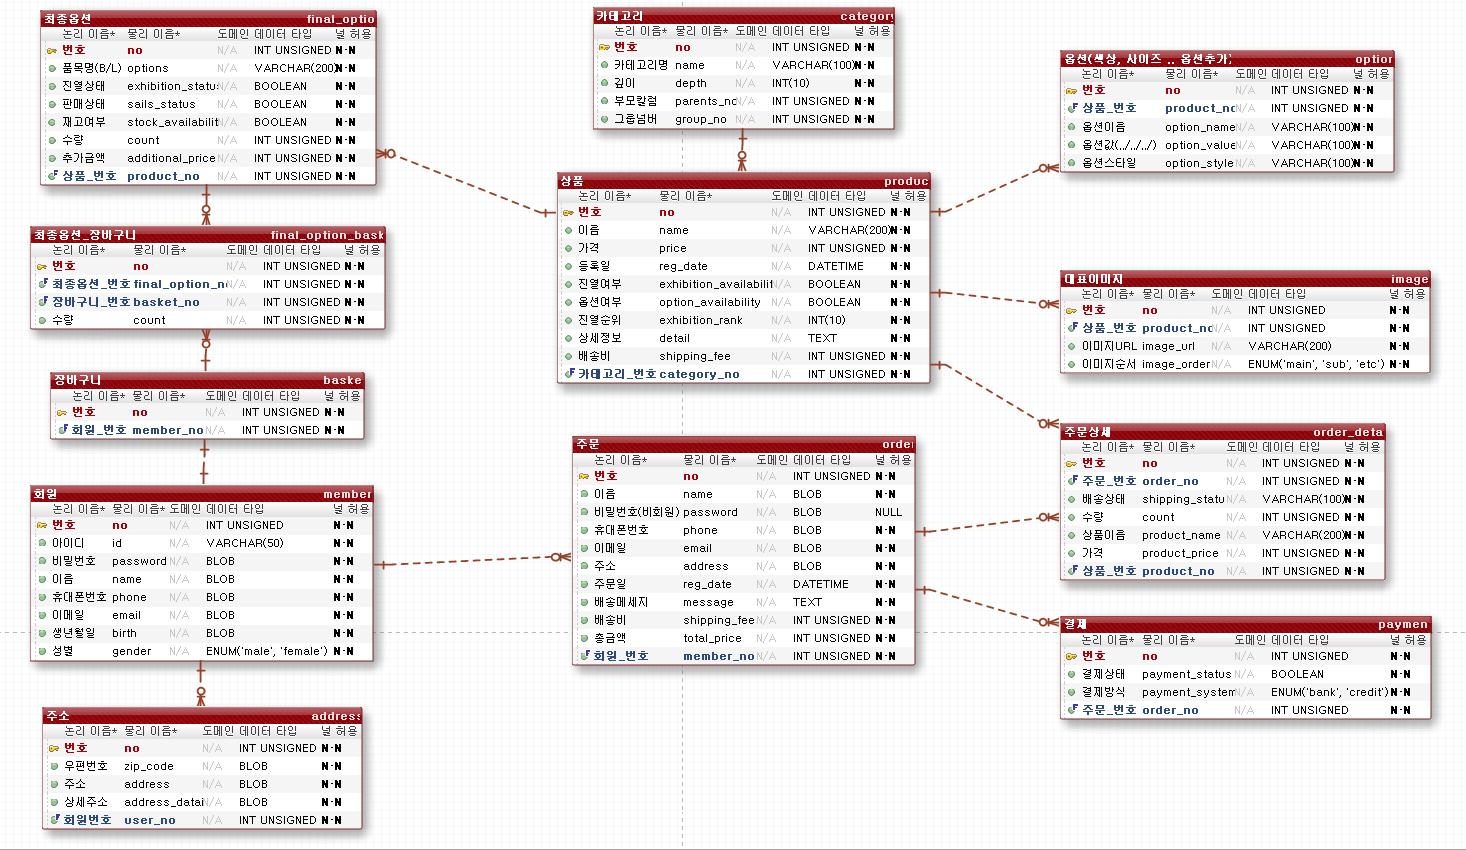 최종옵션 final_optio
논리 이름* 물리 이름* 도메인 데이터 타입 널 허용
번호 no N/A INT UNSIGNED N-N
품목명(B/L) options VARCHAR(200) N-N
진열상태 exhibition_statu N/A BOOLEAN N-N
판매상태 sails_status N/A BOOLEAN N-N
재고여부 stock_availabilit N/A BOOLEAN N-N
수량 count N/A INT UNSIGNED N-N
추가금액 additional_price N/A INT UNSIGNED N-N
상품_번호 product_no N/A INT UNSIGNED N-N
카테고리 category
논리 이름* 물리 이름* 도메인 데이터 타입 널 허용
번호 no N/A INT UNSIGNED N-N
카테고리명 name N/A VARCHAR(100) N-N
깊이 depth N/A INT(10) N-N
부모칼럼 parents_no N/A INT UNSIGNED N-N
그룹넘버 group_no N/A INT UNSIGNED N-N
옵션(색상, 사이즈 .. 옵션추가) option
논리 이름* 물리 이름* 도메인 데이터 타입 널 허용
번호 no N/A INT UNSIGNED N-N
상품_번호 product_no N/A INT UNSIGNED N-N
옵션이름 option_name N/A VARCHAR(100) N-N
옵션값(../../../) option_value N/A VARCHAR(100) N-N
옵션스타일 option_style N/A VARCHAR(100) N-N
상품 produc
논리 이름* 물리 이름* 도메인 데이터 타입 널 허용
번호 no N/A INT UNSIGNED N-N
이름 name N/A VARCHAR(200) N-N
가격 price N/A INT UNSIGNED N-N
등록일 reg_date N/A DATETIME N-N
진열여부 exhibition_availabilit N/A BOOLEAN N-N
옵션여부 option_availability N/A BOOLEAN N-N
진열순위 exhibition_rank N/A INT(10) N-N
상세정보 detail N/A TEXT N-N
배송비 shipping_fee N/A INT UNSIGNED N-N
카테고리_번호 category_no N/A INT UNSIGNED N-N
최종옵션_장바구니 final_option_bask
논리 이름* 물리 이름* 도메인 데이터 타입 널 허용
번호 no N/A INT UNSIGNED N-N
최종옵션_번호 final_option_n N/A INT UNSIGNED N-N
장바구니_번호 basket_no N/A INT UNSIGNED N-N
수량 count N/A INT UNSIGNED N-N
대표이미지 image
논리 이름* 물리 이름* 도메인 데이터 타입 널 허용
번호 no N/A INT UNSIGNED N-N
상품_번호 product_no N/A INT UNSIGNED N-N
이미지URL image_url N/A VARCHAR(200) N-N
이미지순서 image_order N/A ENUM('main', 'sub', 'etc') N-N
장바구니 baske
논리 이름* 물리 이름* 도메인 데이터 타입 널 허용
번호 no N/A INT UNSIGNED N-N
회원_번호 member_no N/A INT UNSIGNED N-N
주문 order
논리 이름* 물리 이름* 도메인 데이터 타입 널 허용
번호 no N/A INT UNSIGNED N-N
이름 name N/A BLOB N-N
비밀번호(비회원) password N/A BLOB NULL
휴대폰번호 phone N/A BLOB N-N
이메일 email N/A BLOB N-N
주소 address N/A BLOB N-N
주문일 reg_date N/A DATETIME N-N
배송메세지 message N/A TEXT N-N
배송비 shipping_fee N/A INT UNSIGNED N-N
총금액 total_price N/A INT UNSIGNED N-N
회원_번호 member_no N/A INT UNSIGNED N-N
주문상세 order_deta
논리 이름* 물리 이름* 도메인 데이터 타입 널 허용
번호 no N/A INT UNSIGNED N-N
주문_번호 order_no N/A INT UNSIGNED N-N
배송상태 shipping_statu N/A VARCHAR(100) N-N
수량 count N/A INT UNSIGNED N-N
상품이름 product_name N/A VARCHAR(200) N-N
가격 product_price N/A INT UNSIGNED N-N
상품_번호 product_no N/A INT UNSIGNED N-N
회원 member
논리 이름* 물리 이름* 도메인 데이터 타입 널 허용
번호 no N/A INT UNSIGNED N-N
아이디 id N/A VARCHAR(50) N-N
비밀번호 password N/A BLOB N-N
이름 name N/A BLOB N-N
휴대폰번호 phone N/A BLOB N-N
이메일 email N/A BLOB N-N
생년월일 birth N/A BLOB N-N
성별 gender N/A ENUM('male', 'female') N-N
결제 paymen
논리 이름* 물리 이름* 도메인 데이터 타입 널 허용
번호 no N/A INT UNSIGNED N-N
결제상태 payment_status N/A BOOLEAN N-N
결제방식 payment_system N/A ENUM('bank', 'credit') N-N
주문_번호 order_no N/A INT UNSIGNED N-N
주소 address
논리 이름* 물리 이름* 도메인 데이터 타입 널 허용
번호 no N/A INT UNSIGNED N-N
우편번호 zip_code N/A BLOB N-N
주소 address N/A BLOB N-N
상세주소 address_datai N/A BLOB N-N
회원번호 user_no N/A INT UNSIGNED N-N